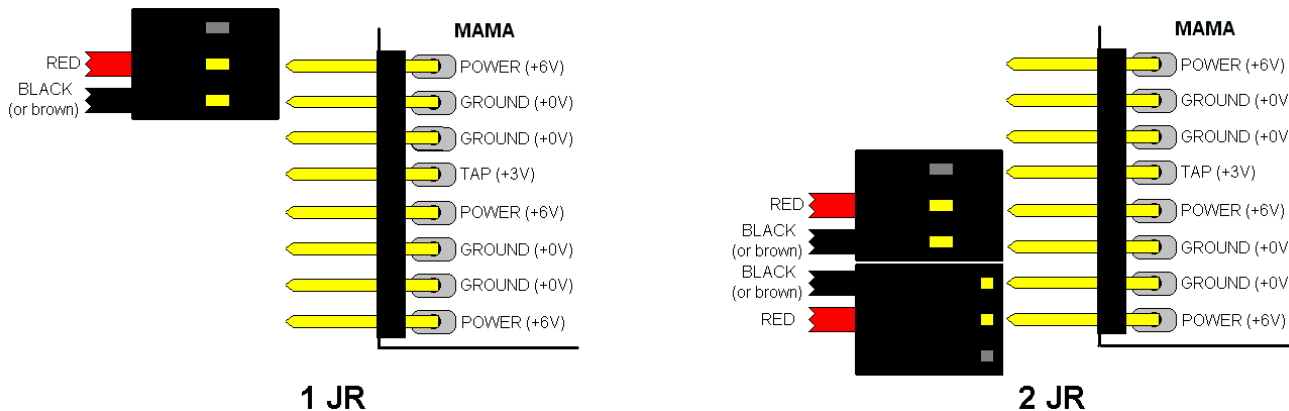 MAMA
RED
BLACK
(or brown)
POWER (+6V)
GROUND (+0V)
GROUND (+0V)
TAP (+3V)
POWER (+6V)
GROUND (+0V)
GROUND (+0V)
POWER (+6V)
1 JR
MAMA
POWER (+6V)
GROUND (+0V
GROUND (+0V
TAP (+3V)
POWER (+6V)
GROUND (+0V
GROUND (+0V
POWER (+6V)
RED
BLACK
(or brown)
BLACK
(or brown)
RED
2 JR